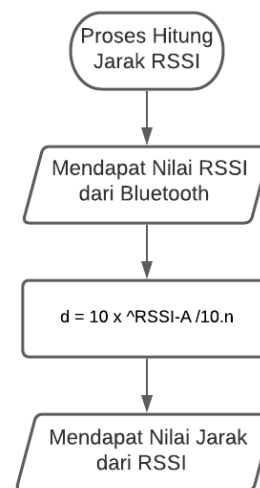 Proses Hitung
Jarak RSSI
Mendapat Nilai RSSI
dari Bluetooth
d = 10 x ^RSSI-A /10.n
Mendapat Nilai Jarak
dari RSSI